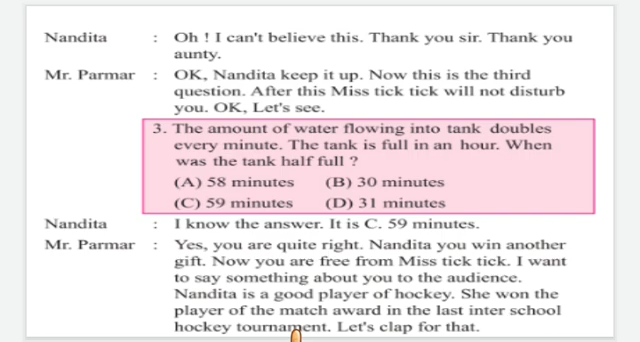 Nandita : Oh ! I can't believe this. Thank you sir. Thank you
aunty.
Mr. Parmar : OK, Nandita keep it up. Now this is the third
question. After this Miss tick tick will not disturb
you. OK, Let's see.
3. The amount of water flowing into tank doubles
every minute. The tank is full in an hour. When
was the tank half full ?
(A) 58 minutes (B) 30 minutes
(C) 59 minutes (D) 31 minutes
Nandita : I know the answer. It is C. 59 minutes.
Mr. Parmar : Yes, you are quite right. Nandita you win another
gift. Now you are free from Miss tick tick. I want
to say something about you to the audience.
Nandita is a good player of hockey. She won the
player of the match award in the last inter school
hockey tournament. Let's clap for that.